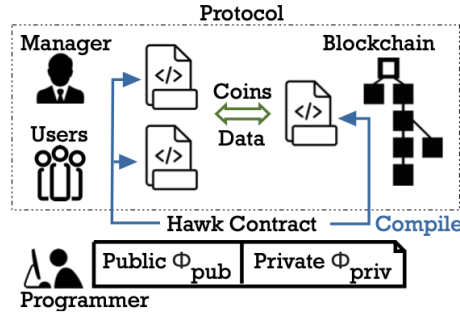 Protocol
Manager
Blockchain
</>
Coins
</>
Users
Data
</>
Hawk Contract
Compile
Public Φpub
Private Φpriv
Programmer